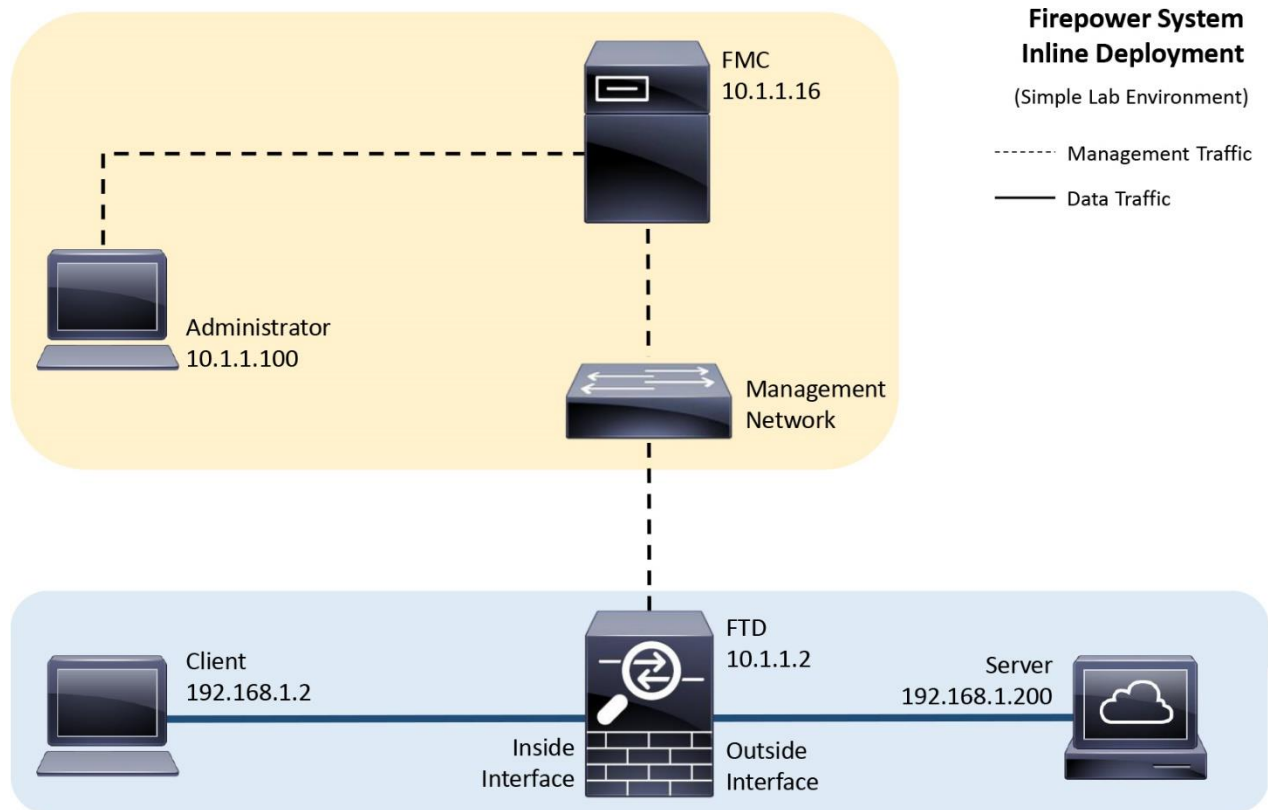 Firepower System
Inline Deployment
(Simple Lab Environment)
Management Traffic
Data Traffic
FMC
10.1.1.16
Administrator
10.1.1.100
Management
Network
FTD
10.1.1.2
Client
192.168.1.2
Server
192.168.1.200
Inside
Interface
Outside
Interface